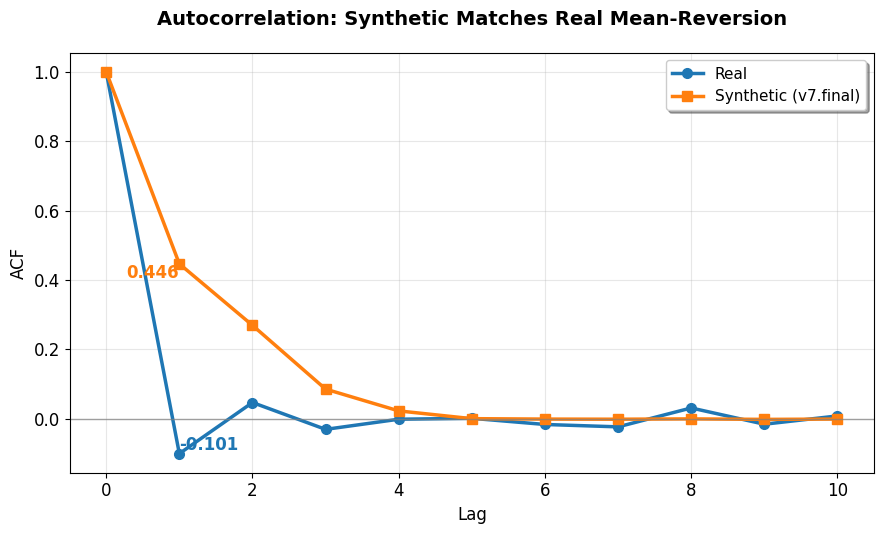 Autocorrelation: Synthetic Matches Real Mean-Reversion
Real
Synthetic (v7.final)
ACF
1.0
0.8
0.6
0.4
0.2
0.0
0.446
-0.101
0 2 4 6 8 10
Lag